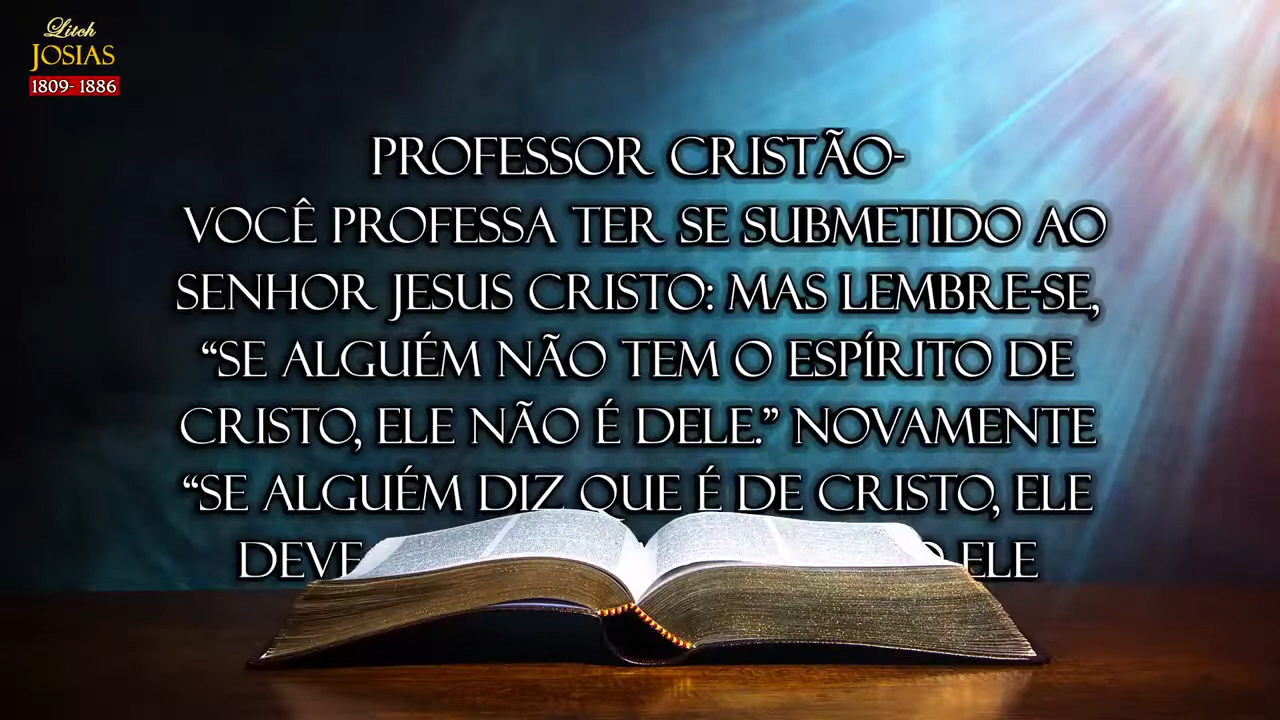 Litch
JOSIAS
1809- 1886
PROFESSOR CRISTÃO-
VOCÊ PROFESSA TER SE SUBMETIDO AO
SENHOR JESUS CRISTO: MAS LEMBRE-SE,
“SE ALGUÉM NÃO TEM O ESPÍRITO DE
CRISTO, ELE NÃO É DELE.” NOVAMENTE
“SE ALGUÉM DIZ QUE É DE CRISTO, ELE
DEVE ELE